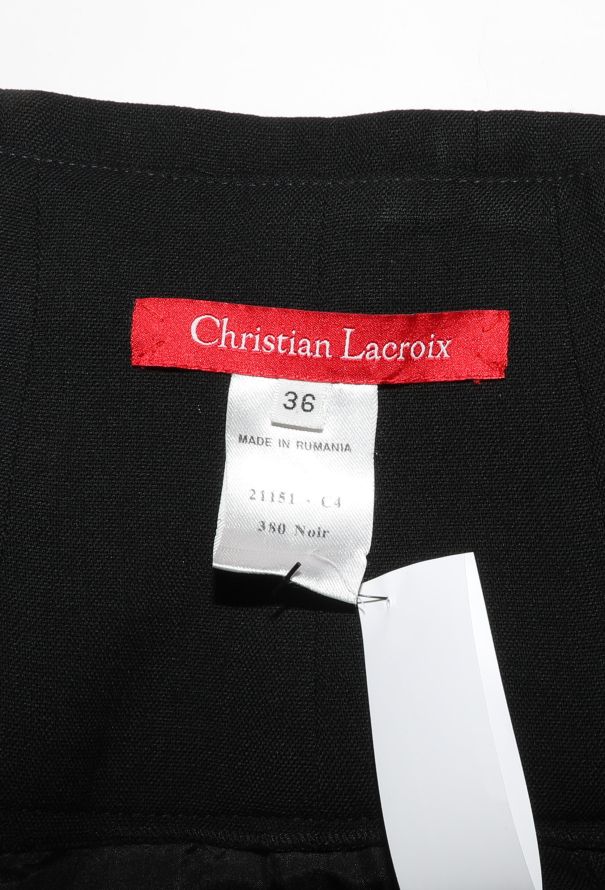 Christian Lacroix
36
MADE IN RUMANIA
21151 - C4
380 Noir